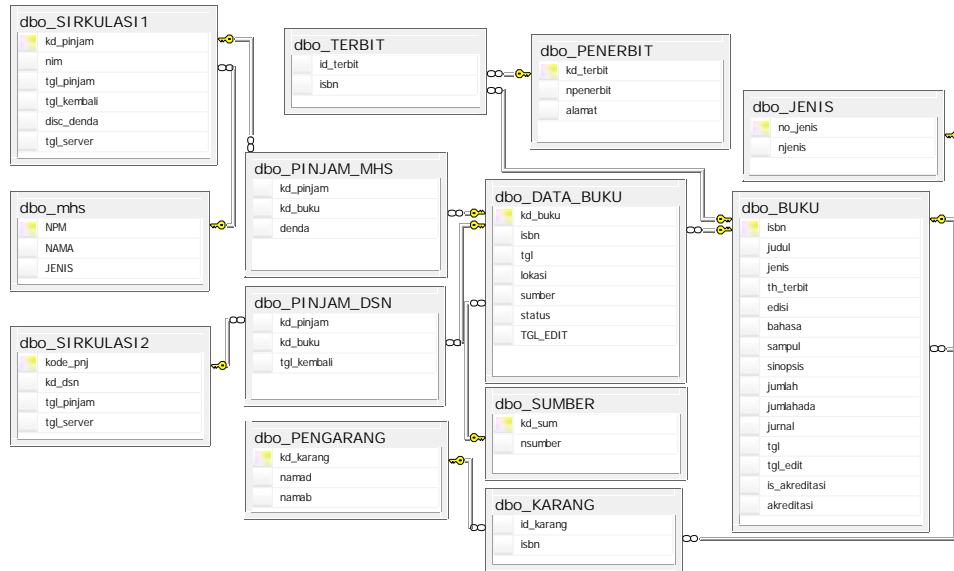 dbo_SIRKULASI1
kd_pinjam
nim
tgl_pinjam
tgl_kembali
disc_denda
tgl_server
dbo_TERBIT
id_terbit
isbn
dbo_PENERBIT
kd_terbit
npenerbit
alamat
dbo_JENIS
no_jenis
njenis
dbo_mhs
NPM
NAMA
JENIS
dbo_PINJAM_MHS
kd_pinjam
kd_buku
denda
dbo_DATA_BUKU
kd_buku
isbn
tgl
lokasi
sumber
status
TGL_EDIT
dbo_BUKU
isbn
judul
jenis
th_terbit
edisi
bahasa
sampul
sinopsis
jumlah
jumlahada
jurnal
tgl
tgl_edit
is_akreditasi
akreditasi
dbo_SIRKULASI2
kode_pnj
kd_dsn
tgl_pinjam
tgl_server
dbo_PINJAM_DSN
kd_pinjam
kd_buku
tgl_kembali
dbo_SUMBER
kd_sum
nsumber
dbo_PENGARANG
kd_karang
namad
namab
dbo_KARANG
id_karang
isbn